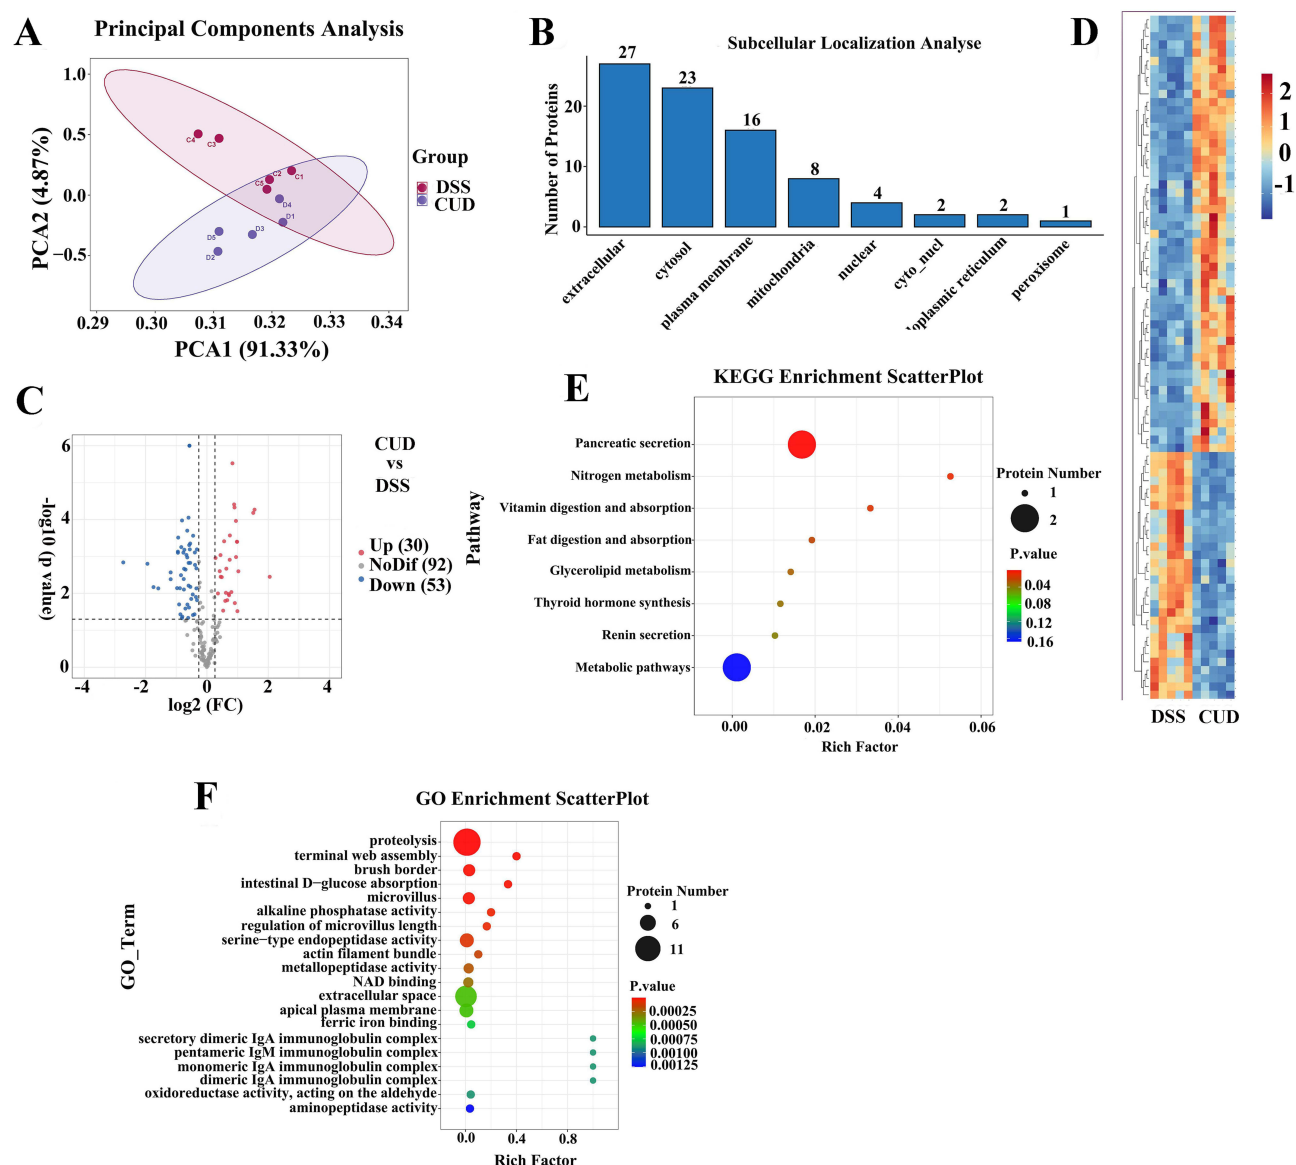 A
Principal Components Analysis
1.0
0.5
0.0
−0.5
PCA2 (4.87%)
C4
C3
C2
C1
C5
D4
D1
D5
D3
D2
0.29
0.30
0.31
0.32
0.33
0.34
PCA1 (91.33%)
Group
DSS
CUD
B
Subcellular Localization Analyse
Number of Proteins
20
10
0
27
23
16
8
4
2
2
1
extracellular
cytosol
plasma membrane
mitochondria
nuclear
cyto_nucl
loplasmic reticulum
peroxisome
D
2
1
0
-1
DSS
CUD
C
6
4
2
0
-log10 (p value)
-4
-2
0
2
4
log2 (FC)
CUD
vs
DSS
Up (30)
NoDif (92)
Down (53)
E
KEGG Enrichment ScatterPlot
Pathway
Pancreatic secretion
Nitrogen metabolism
Vitamin digestion and absorption
Fat digestion and absorption
Glycerolipid metabolism
Thyroid hormone synthesis
Renin secretion
Metabolic pathways
0.00
0.02
0.04
0.06
Rich Factor
Protein Number
1
2
P.value
0.04
0.08
0.12
0.16
F
GO Enrichment ScatterPlot
GO_Term
proteolysis
terminal web assembly
brush border
intestinal D−glucose absorption
microvillus
alkaline phosphatase activity
regulation of microvillus length
serine−type endopeptidase activity
actin filament bundle
metallopeptidase activity
NAD binding
extracellular space
apical plasma membrane
ferric iron binding
secretory dimeric IgA immunoglobulin complex
pentameric IgM immunoglobulin complex
monomeric IgA immunoglobulin complex
dimeric IgA immunoglobulin complex
oxidoreductase activity, acting on the aldehyde
aminopeptidase activity
0.0
0.4
0.8
Rich Factor
Protein Number
1
6
11
P.value
0.00025
0.00050
0.00075
0.00100
0.00125